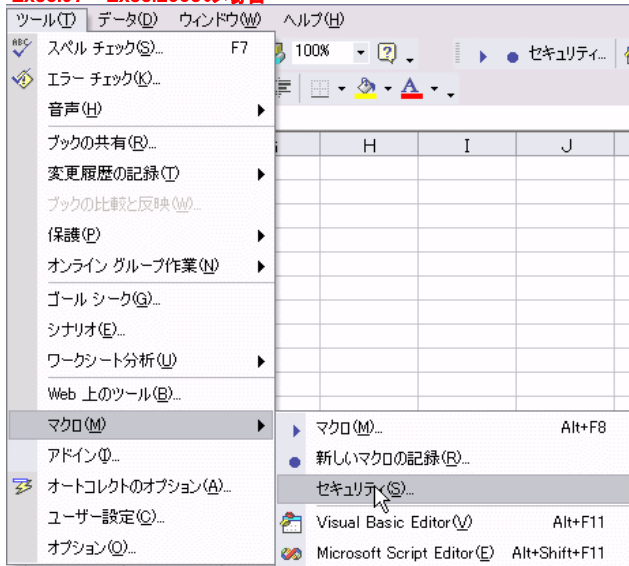 ツール(T) データ(D) ウィンドウ(W) ヘルプ(H)
スペル チェック(S)... F7
100%
セキュリティ...
エラー チェック(K)...
音声(H)
ブックの共有(R)...
H I J
変更履歴の記録(T)
ブックの比較と反映(W)...
保護(P)
オンライン グループ作業(N)
ゴール シーク(G)...
シナリオ(E)...
ワークシート分析(U)
Web 上のツール(B)...
マクロ(M)
マクロ(M)... Alt+F8
アドイン(I)...
新しいマクロの記録(R)...
オートコレクトのオプション(A)...
セキュリティ(S)...
ユーザー設定(C)...
Visual Basic Editor(V) Alt+F11
オプション(O)...
Microsoft Script Editor(E) Alt+Shift+F11